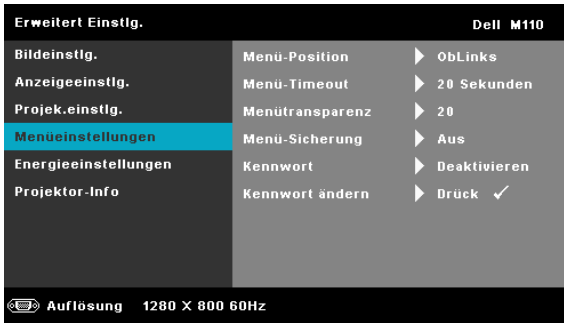 Erweitert Einstlg. Dell M110
Bildeinstlg.
Anzeigeeinstlg.
Projek.einstlg.
Menüeinstellungen
Energieeinstellungen
Projektor-Info
Menü-Position ObLinks
Menü-Timeout 20 Sekunden
Menütransparenz 20
Menü-Sicherung Aus
Kennwort Deaktivieren
Kennwort ändern Drück ✓
Auflösung 1280 X 800 60Hz